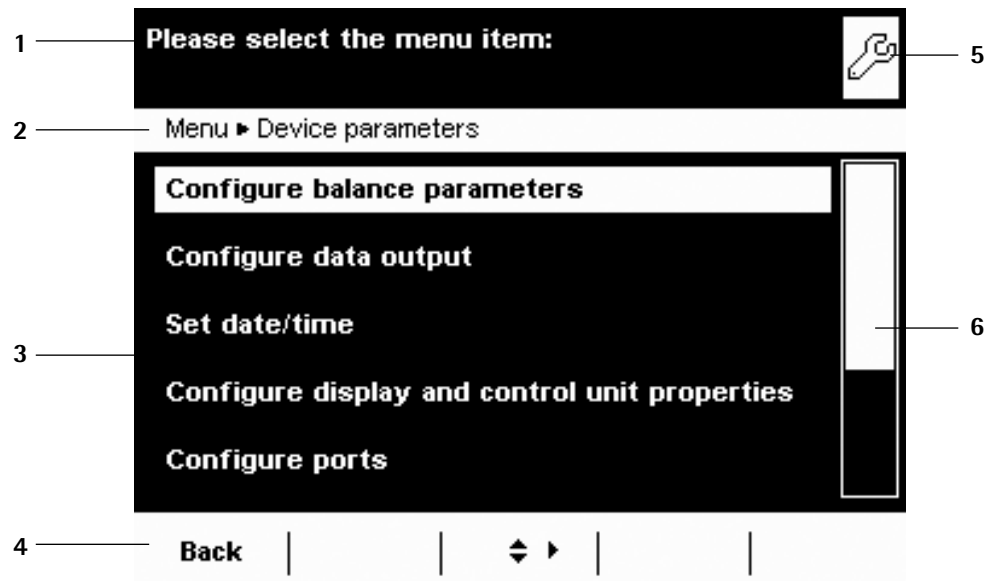 1
Please select the menu item:
5
2
Menu ▸ Device parameters
Configure balance parameters
Configure data output
Set date/time
6
3
Configure display and control unit properties
Configure ports
4
Back